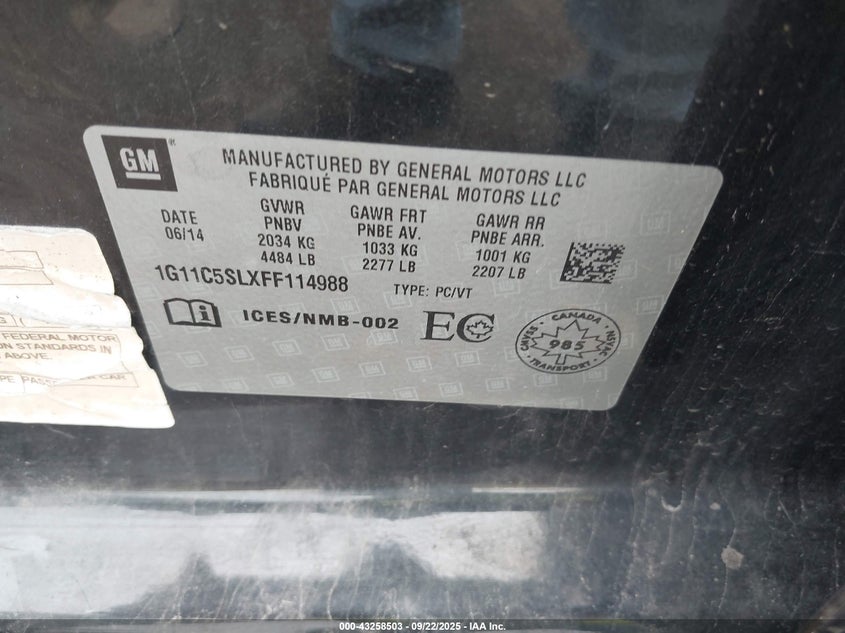 GM
MANUFACTURED BY GENERAL MOTORS LLC
FABRIQUÉ PAR GENERAL MOTORS LLC
DATE
06/14
GVWR
PNBV
2034 KG
4484 LB
GAWR FRT
PNBE AV.
1033 KG
2277 LB
GAWR RR
PNBE ARR.
1001 KG
2207 LB
1G11C5SLXFF114988
TYPE: PC/VT
i ICES/NMB-002
EC
CANADA
985
TRANSPORT
FEDERAL MOTOR
STANDARDS IN
ABOVE.
CAR
000-43258503 - 09/22/2025 - IAA Inc.